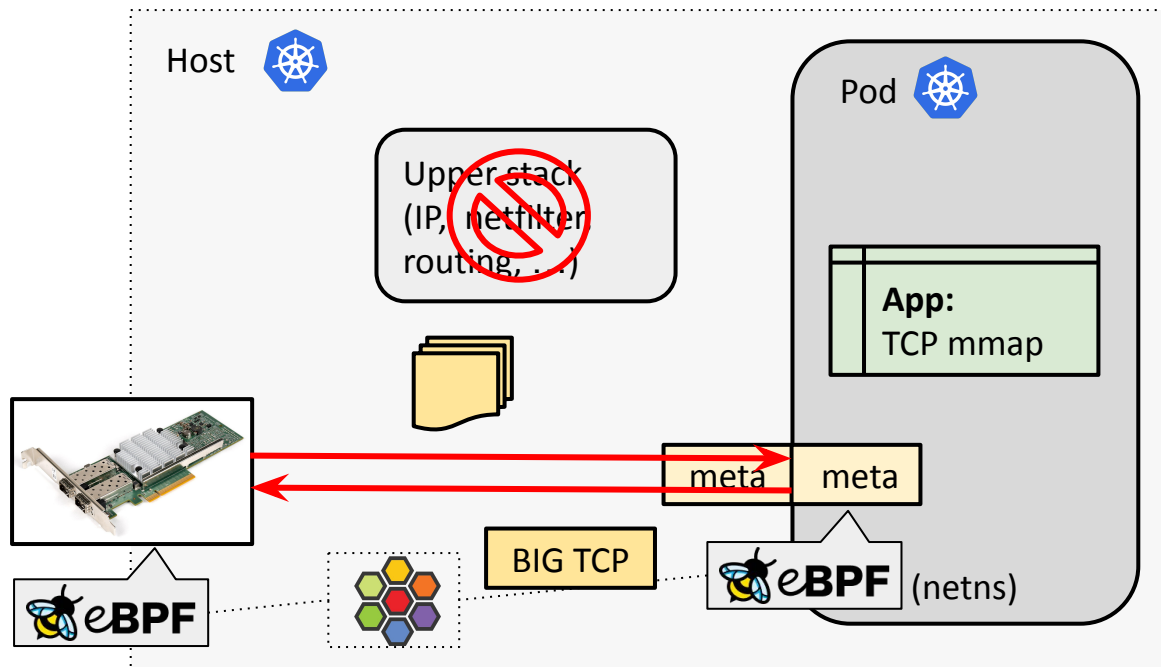 Host
Pod
Upper stack
(IP, netfilter,
routing, ...)
App:
TCP mmap
meta
meta
BIG TCP
eBPF
eBPF
(netns)